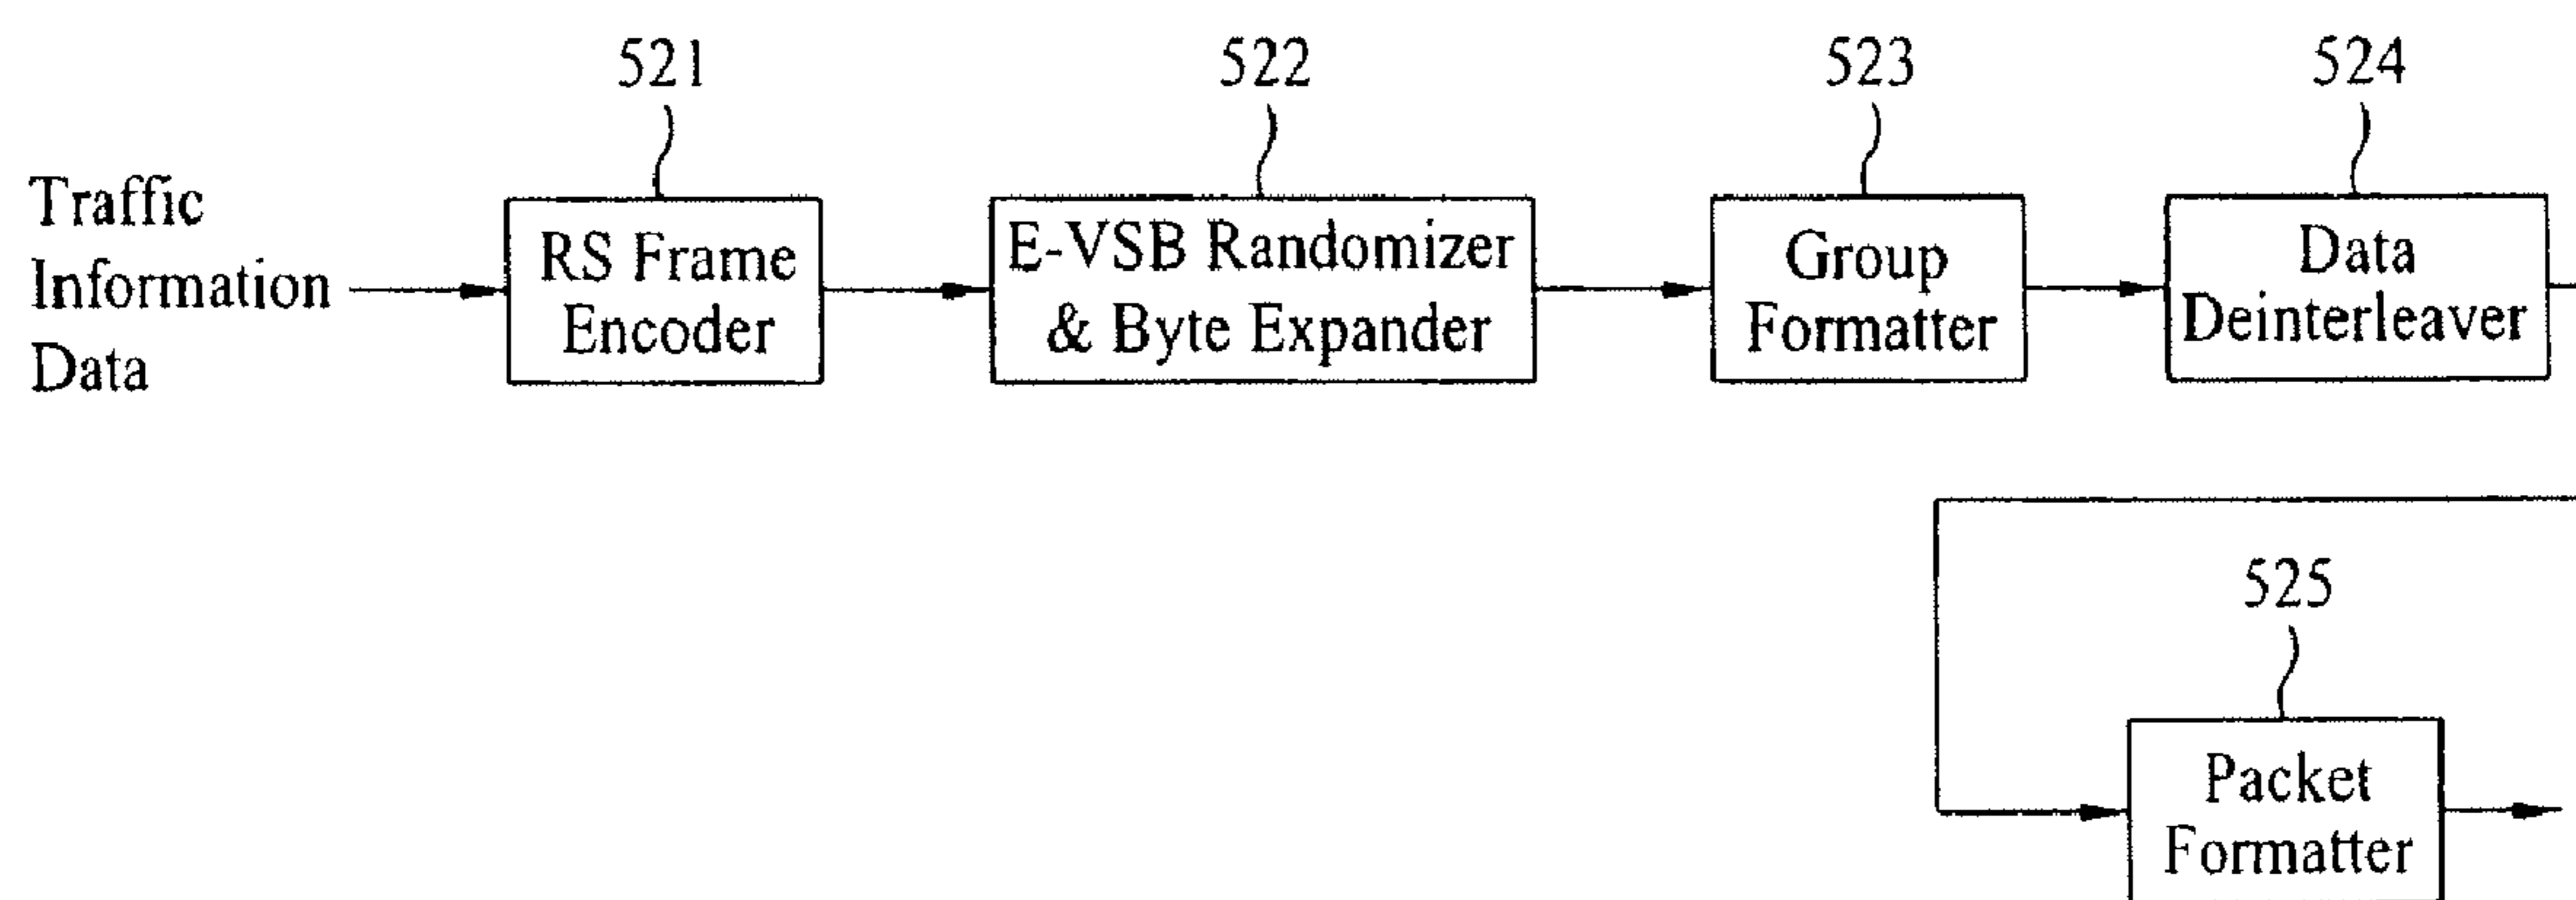 521
522
523
524
Traffic
Information
Data
RS Frame
Encoder
E-VSB Randomizer
& Byte Expander
Group
Formatter
Data
Deinterleaver
525
Packet
Formatter